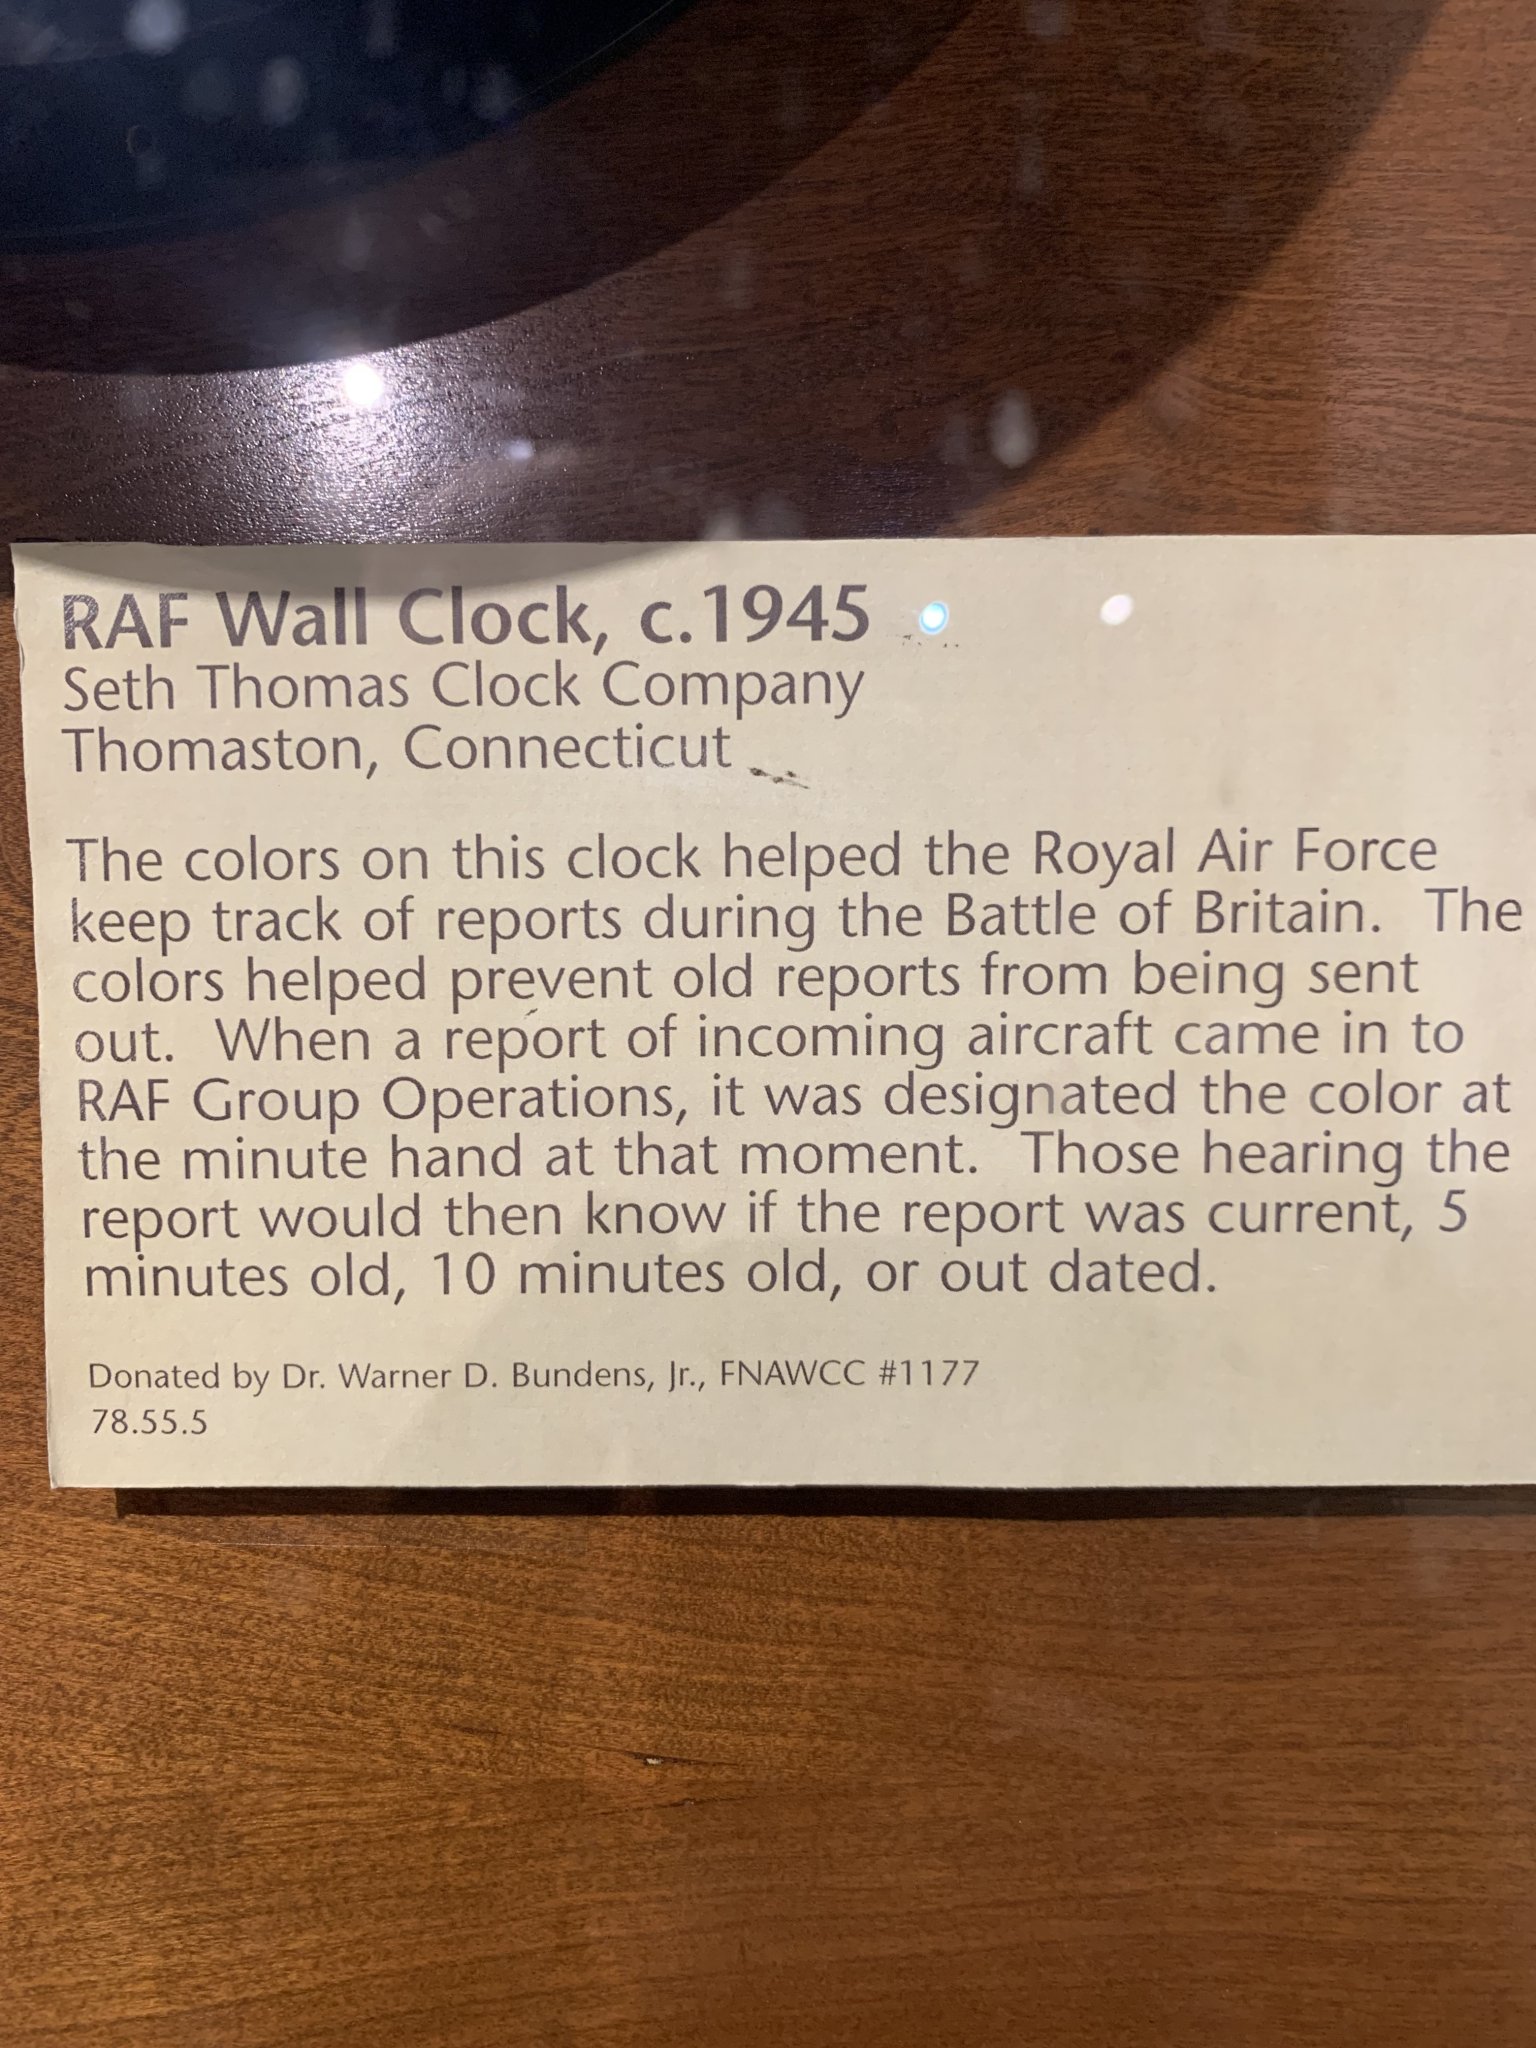 RAF Wall Clock, c.1945
Seth Thomas Clock Company
Thomaston, Connecticut
The colors on this clock helped the Royal Air Force
keep track of reports during the Battle of Britain. The
colors helped prevent old reports from being sent
out. When a report of incoming aircraft came in to
RAF Group Operations, it was designated the color at
the minute hand at that moment. Those hearing the
report would then know if the report was current, 5
minutes old, 10 minutes old, or out dated.
Donated by Dr. Warner D. Bundens, Jr., FNAWCC #1177
78.55.5